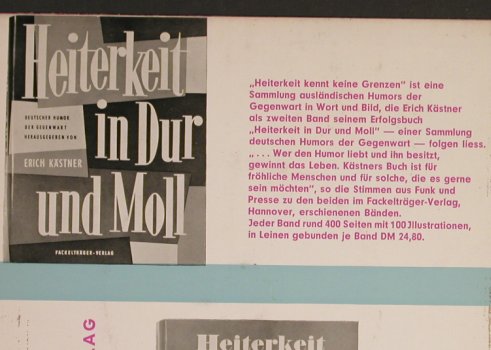 Heiterkeit
DEUTSCHER HUMOR
DER GEGENWART
HERAUSGEGEBEN VON
in Dur
ERICH KÄSTNER
und Moll
FACKELTRÄGER-VERLAG
„Heiterkeit kennt keine Grenzen“ ist eine
Sammlung ausländischen Humors der
Gegenwart in Wort und Bild, die Erich Kästner
als zweiten Band seinem Erfolgsbuch
„Heiterkeit in Dur und Moll“ — einer Sammlung
deutschen Humors der Gegenwart — folgen liess.
„. . . Wer den Humor liebt und ihn besitzt,
gewinnt das Leben. Kästners Buch ist für
fröhliche Menschen und für solche, die es gerne
sein möchten“, so die Stimmen aus Funk und
Presse zu den beiden im Fackelträger-Verlag,
Hannover, erschienenen Bänden.
Jeder Band rund 400 Seiten mit 100 Jllustrationen,
in Leinen gebunden je Band DM 24,80.
Heiterkeit